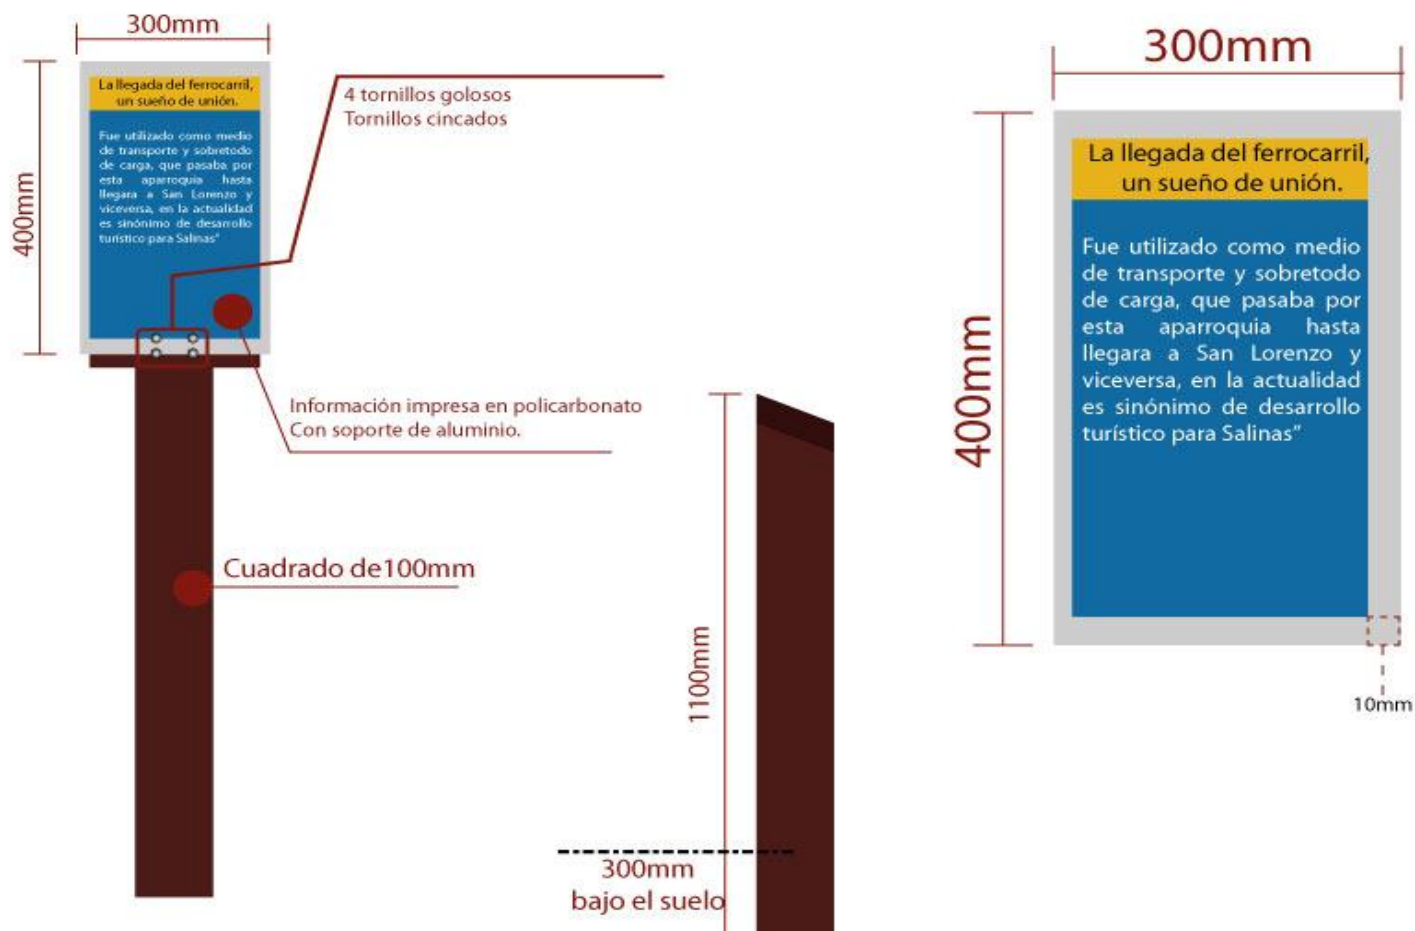 300mm
400mm
La llegada del ferrocarril,
un sueño de unión.
Fue utilizado como medio
de transporte y sobretodo
de carga, que pasaba por
esta aparroquia hasta
llegara a San Lorenzo y
viceversa, en la actualidad
es sinónimo de desarrollo
turístico para Salinas”
4 tornillos golosos
Tornillos cincados
Información impresa en policarbonato
Con soporte de aluminio.
Cuadrado de100mm
1100mm
300mm
bajo el suelo
300mm
400mm
La llegada del ferrocarril,
un sueño de unión.
Fue utilizado como medio
de transporte y sobretodo
de carga, que pasaba por
esta aparroquia hasta
llegara a San Lorenzo y
viceversa, en la actualidad
es sinónimo de desarrollo
turístico para Salinas”
10mm